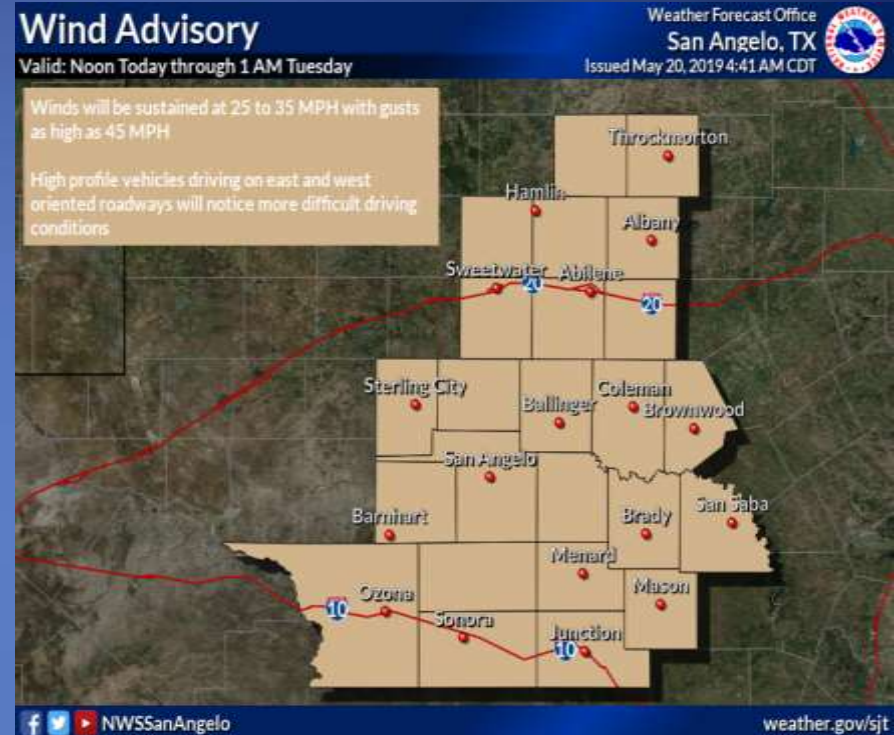 Wind Advisory
Weather Forecast Office
San Angelo, TX
Valid: Noon Today through 1 AM Tuesday
Issued May 20, 2019 4:41 AM CDT
Winds will be sustained at 25 to 35 MPH with gusts
as high as 45 MPH
High profile vehicles driving on east and west
oriented roadways will notice more difficult driving
conditions
Throckmorton
Hamlin
Albany
Sweetwater
Abilene
20
20
Sterling City
Ballinger
Coleman
Brownwood
San Angelo
Barnhart
Brady
San Saba
Menard
Mason
Ozona
10
Sonora
Junction
10
NWSSanAngelo
weather.gov/sjt